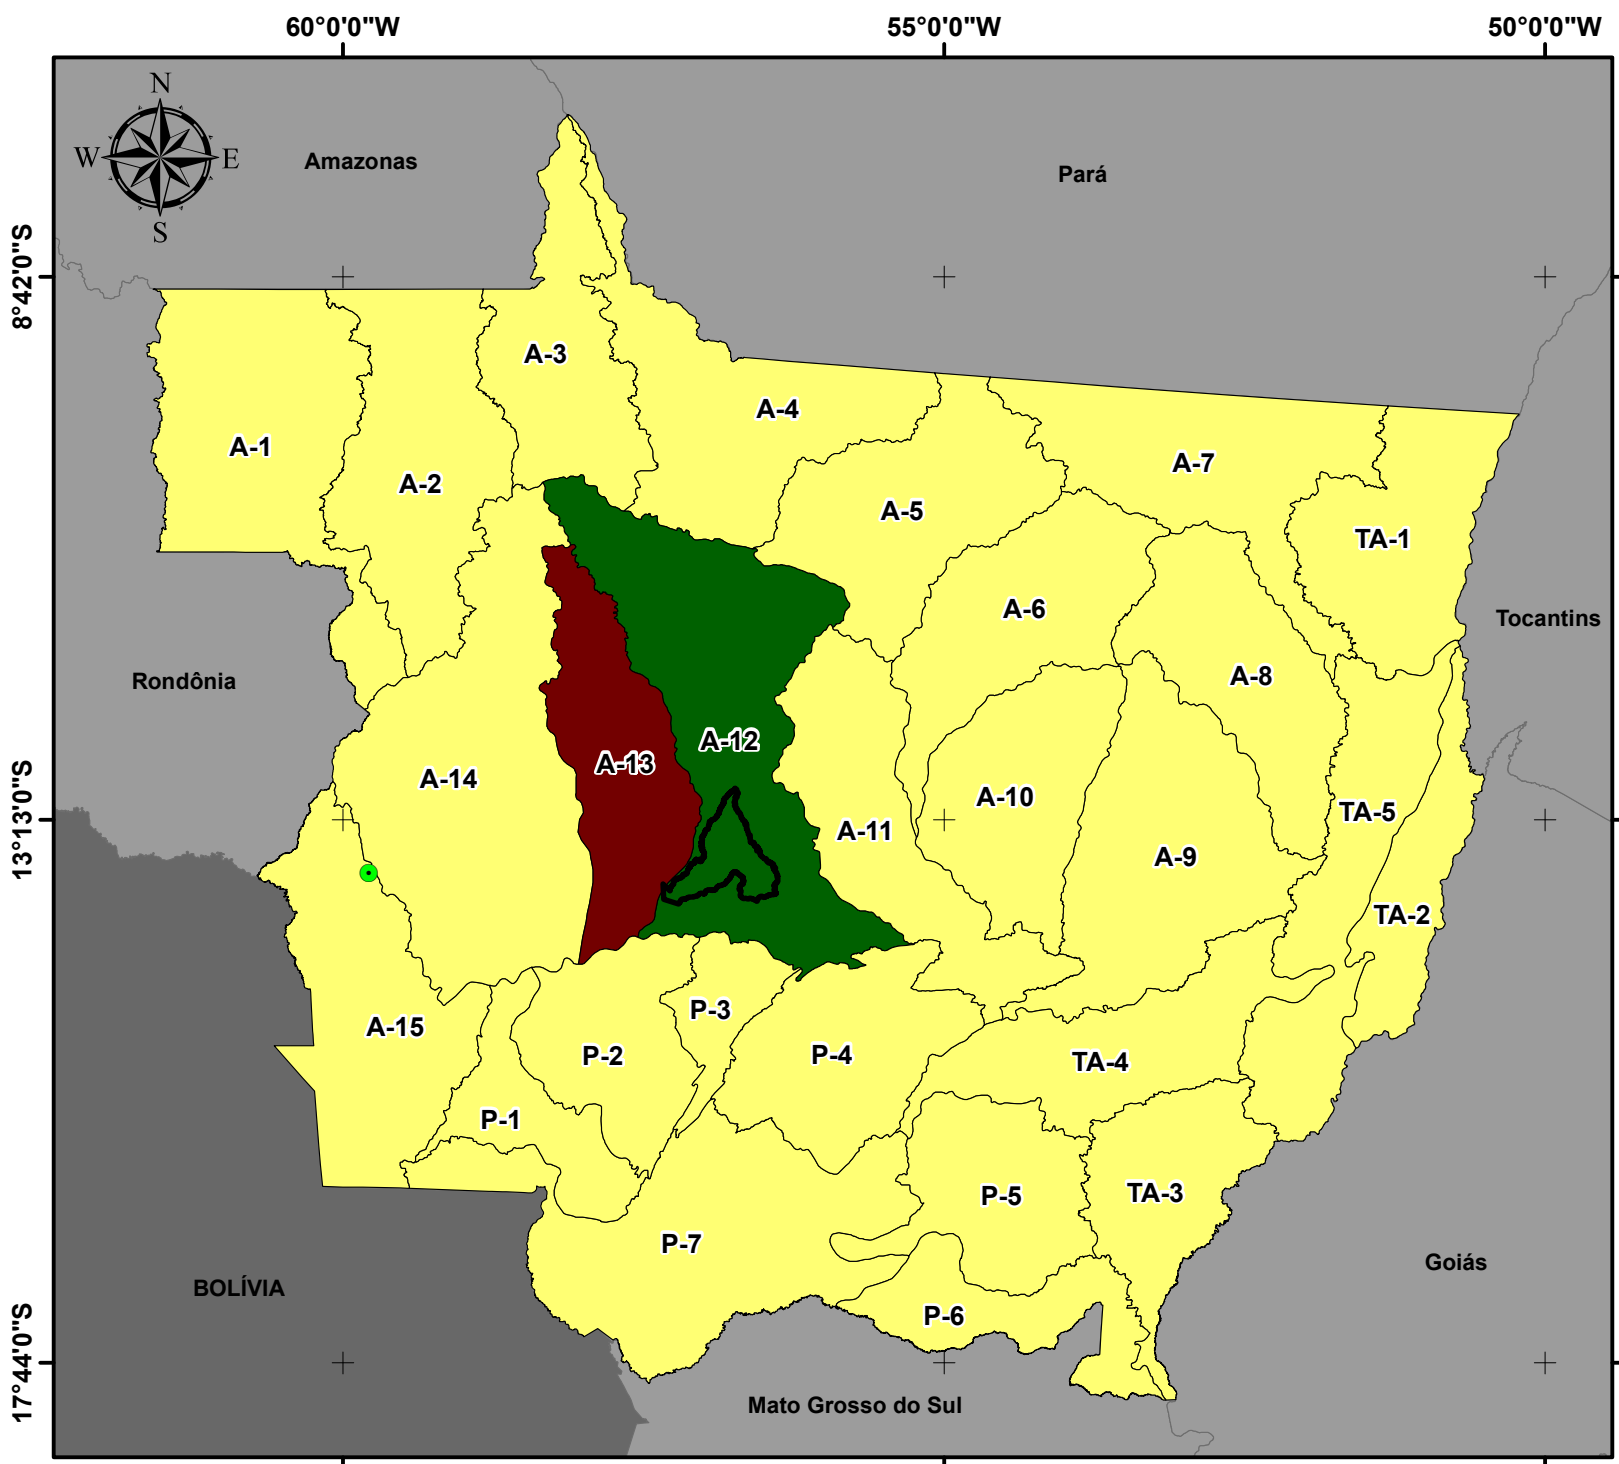 60°0'0"W
55°0'0"W
50°0'0"W
N
W
E
S
Amazonas
Pará
8°42'0"S
A-3
A-4
A-1
A-7
A-2
A-5
TA-1
A-6
Tocantins
Rondônia
A-8
A-12
A-13
A-14
A-10
13°13'0"S
TA-5
A-11
A-9
TA-2
P-3
A-15
P-2
P-4
TA-4
P-1
TA-3
P-5
P-7
Goiás
BOLÍVIA
P-6
17°44'0"S
Mato Grosso do Sul